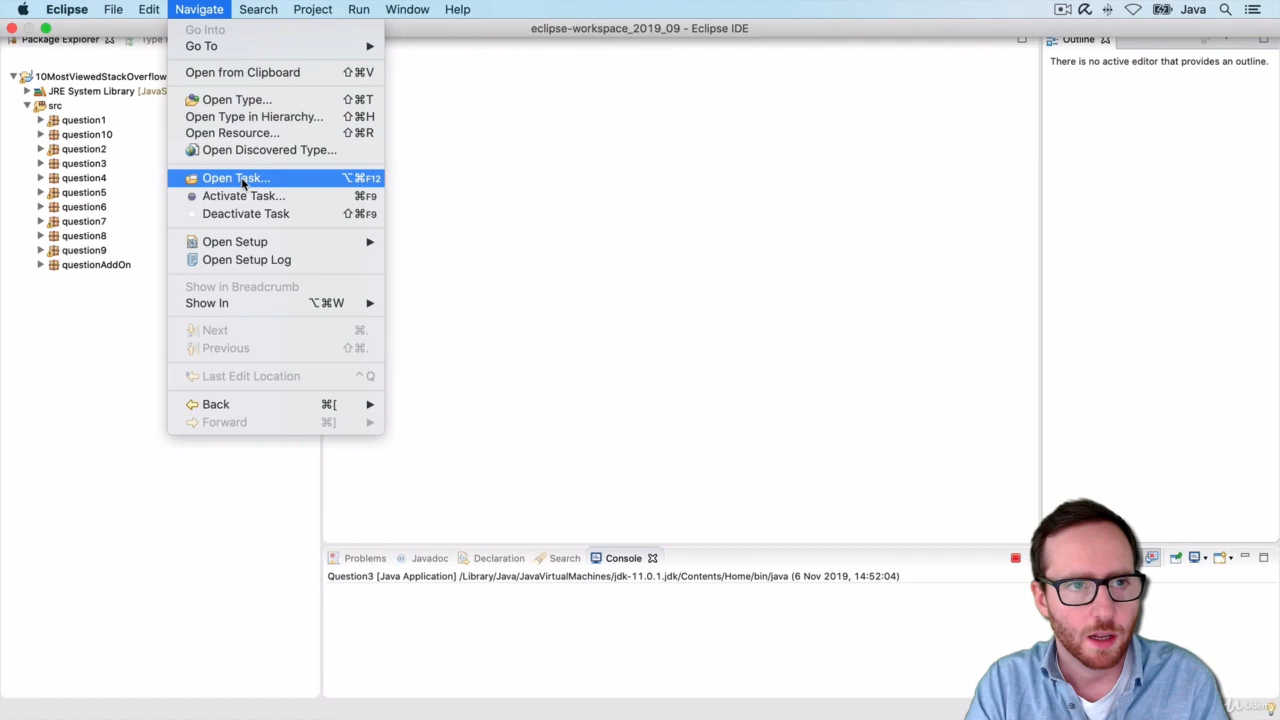 Eclipse File Edit Navigate Search Project Run Window Help Java
eclipse-workspace_2019_09 - Eclipse IDE
Package Explorer
10MostViewedStackOverflow
JRE System Library [JavaS
src
question1
question10
question2
question3
question4
question5
question6
question7
question8
question9
questionAddOn
Go Into
Go To
Open from Clipboard ⇧⌘V
Open Type... ⇧⌘T
Open Type in Hierarchy... ⇧⌘H
Open Resource... ⇧⌘R
Open Discovered Type...
Open Task... ⌥⌘F12
Activate Task... ⌘F9
Deactivate Task ⇧⌘F9
Open Setup
Open Setup Log
Show in Breadcrumb
Show In ⌥⌘W
Next ⌘.
Previous ⇧⌘.
Last Edit Location ^Q
Back ⌘[
Forward ⌘]
Outline
There is no active editor that provides an outline.
Problems Javadoc Declaration Search Console
Question3 [Java Application] /Library/Java/JavaVirtualMachines/jdk-11.0.1.jdk/Contents/Home/bin/java (6 Nov 2019, 14:52:04)
Udemy